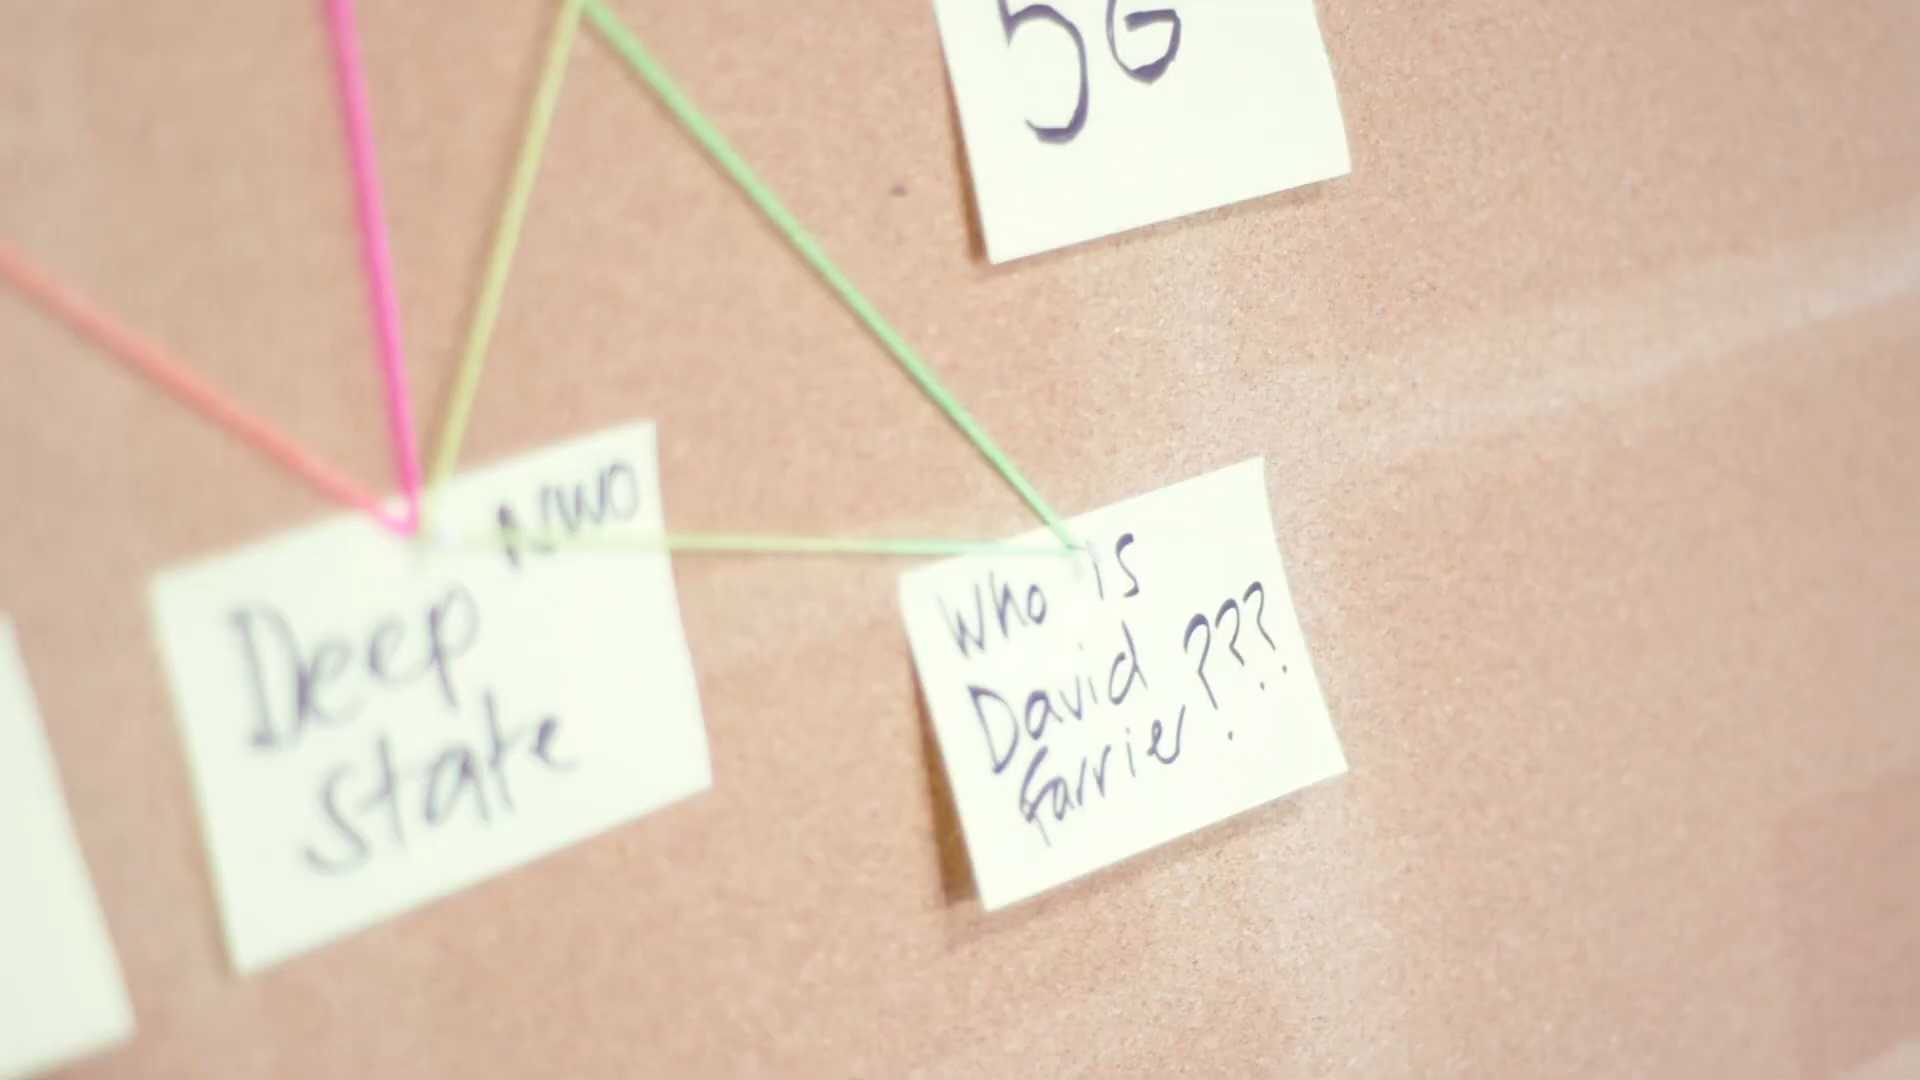 5G
NWO
Deep
state
Who is
David ???
Farrier ?